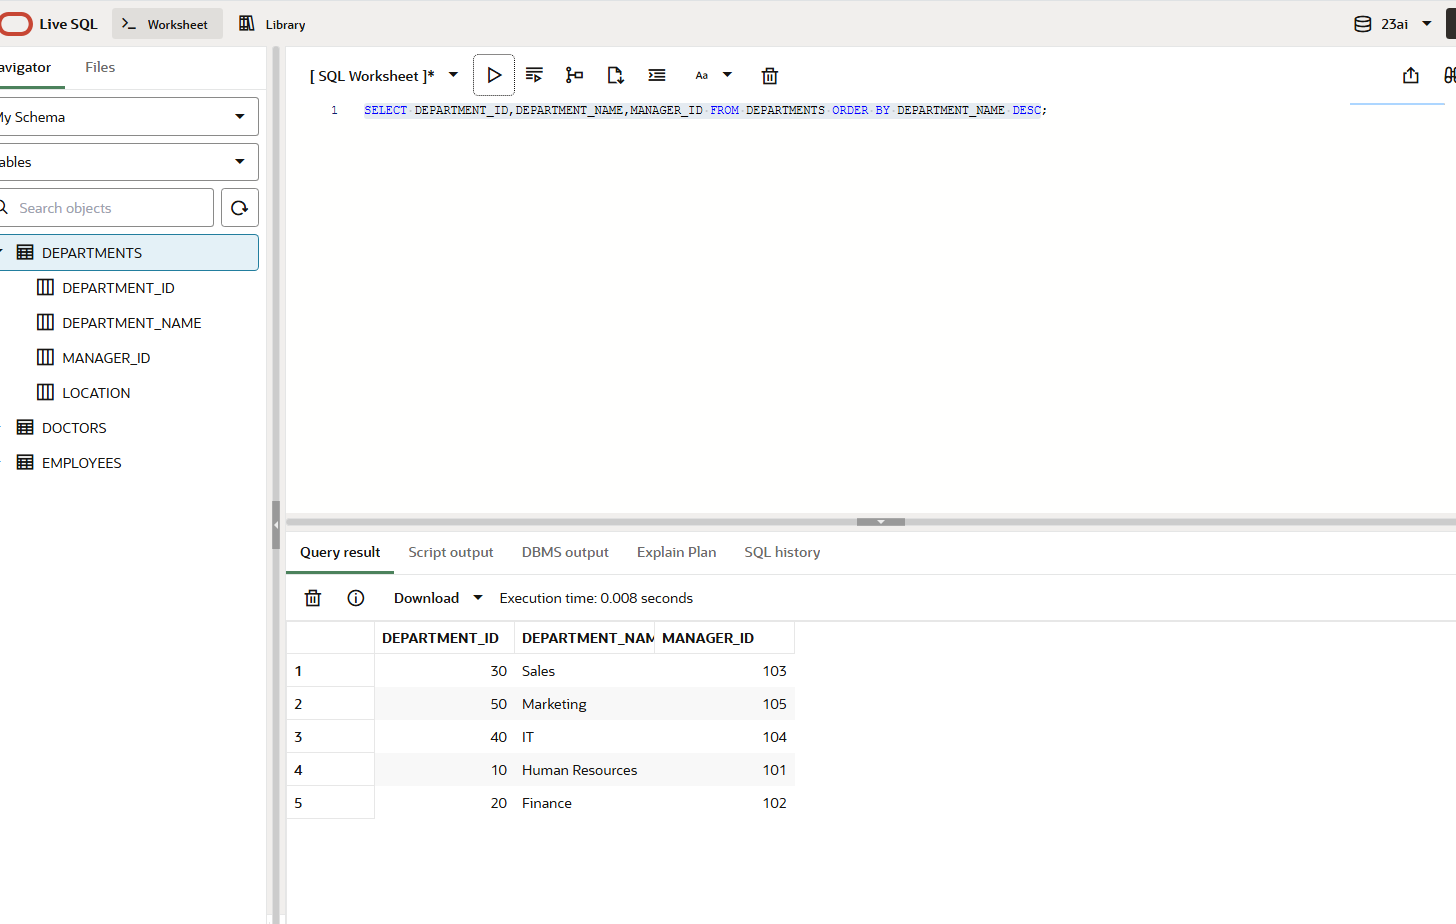 Live SQL Worksheet Library 23ai
avigator Files
My Schema
ables
Search objects
DEPARTMENTS
DEPARTMENT_ID
DEPARTMENT_NAME
MANAGER_ID
LOCATION
DOCTORS
EMPLOYEES
[ SQL Worksheet ]* Aa
1 SELECT DEPARTMENT_ID,DEPARTMENT_NAME,MANAGER_ID FROM DEPARTMENTS ORDER BY DEPARTMENT_NAME DESC;
Query result Script output DBMS output Explain Plan SQL history
Download Execution time: 0.008 seconds
DEPARTMENT_ID DEPARTMENT_NAM MANAGER_ID
1 30 Sales 103
2 50 Marketing 105
3 40 IT 104
4 10 Human Resources 101
5 20 Finance 102